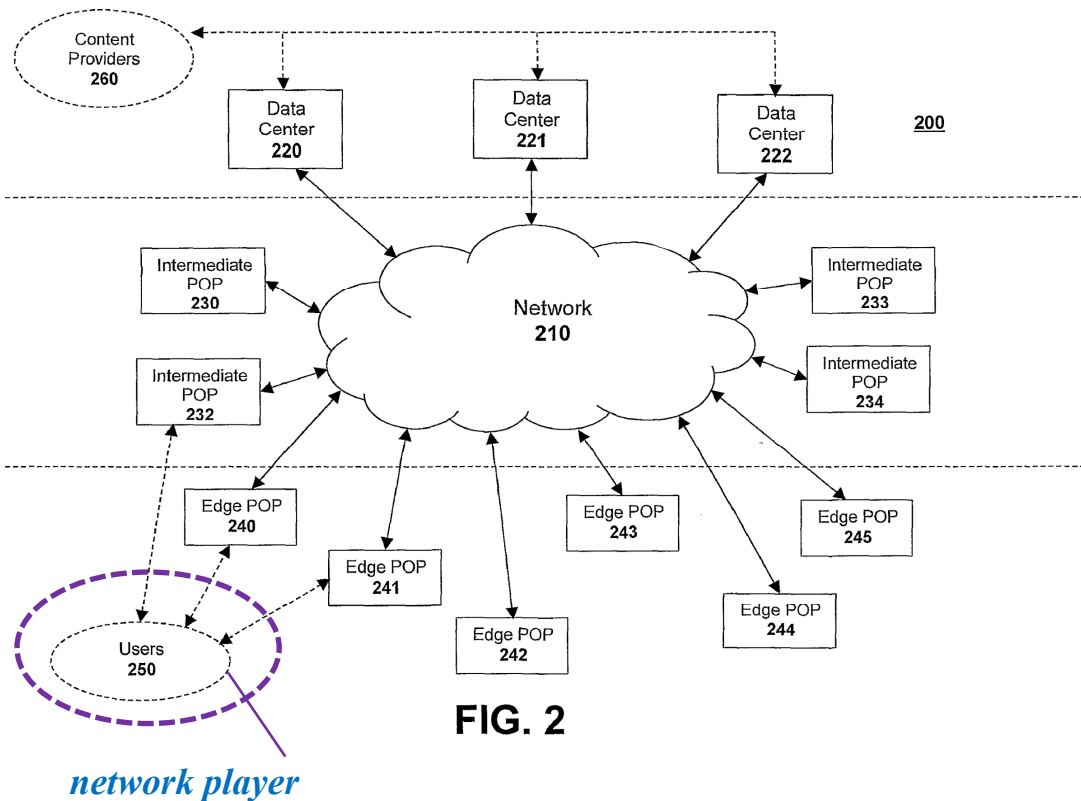 Content
Providers
260
Data
Center
220
Data
Center
221
Data
Center
222
200
Intermediate
POP
230
Intermediate
POP
233
Network
210
Intermediate
POP
232
Intermediate
POP
234
Edge POP
240
Edge POP
241
Edge POP
242
Edge POP
243
Edge POP
244
Edge POP
245
Users
250
FIG. 2
network player